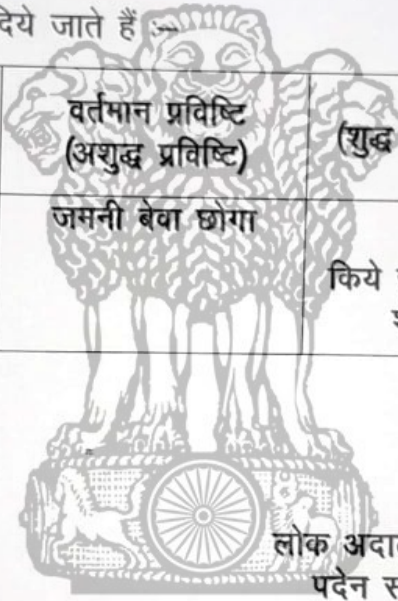 दिये जाते हैं :—
वर्तमान प्रविष्टि
(अशुद्ध प्रविष्टि)
(शुद्ध
जमनी बेवा छोगा
किये
लोक अदा
पदेन